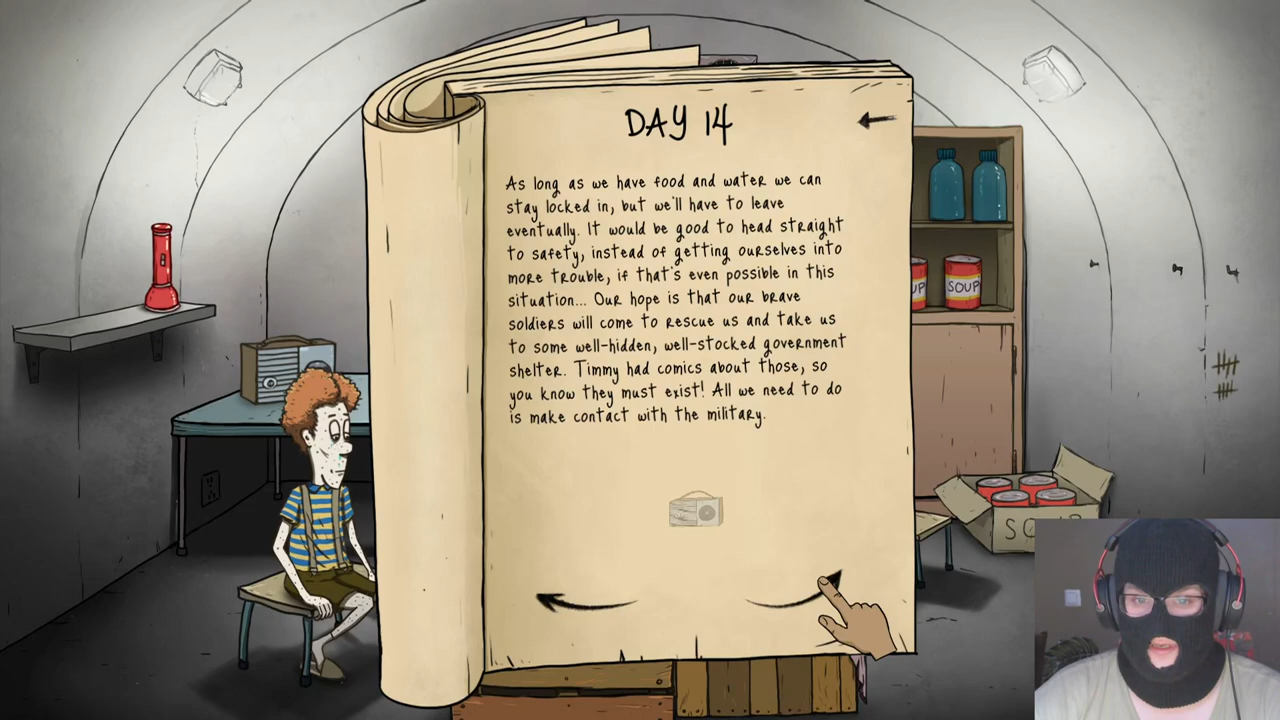 DAY 14
As long as we have food and water we can
stay locked in, but we'll have to leave
eventually. It would be good to head straight
to safety, instead of getting ourselves into
more trouble, if that's even possible in this
situation... Our hope is that our brave
soldiers will come to rescue us and take us
to some well-hidden, well-stocked government
shelter. Timmy had comics about those, so
you know they must exist! All we need to do
is make contact with the military.
UP
SOUP